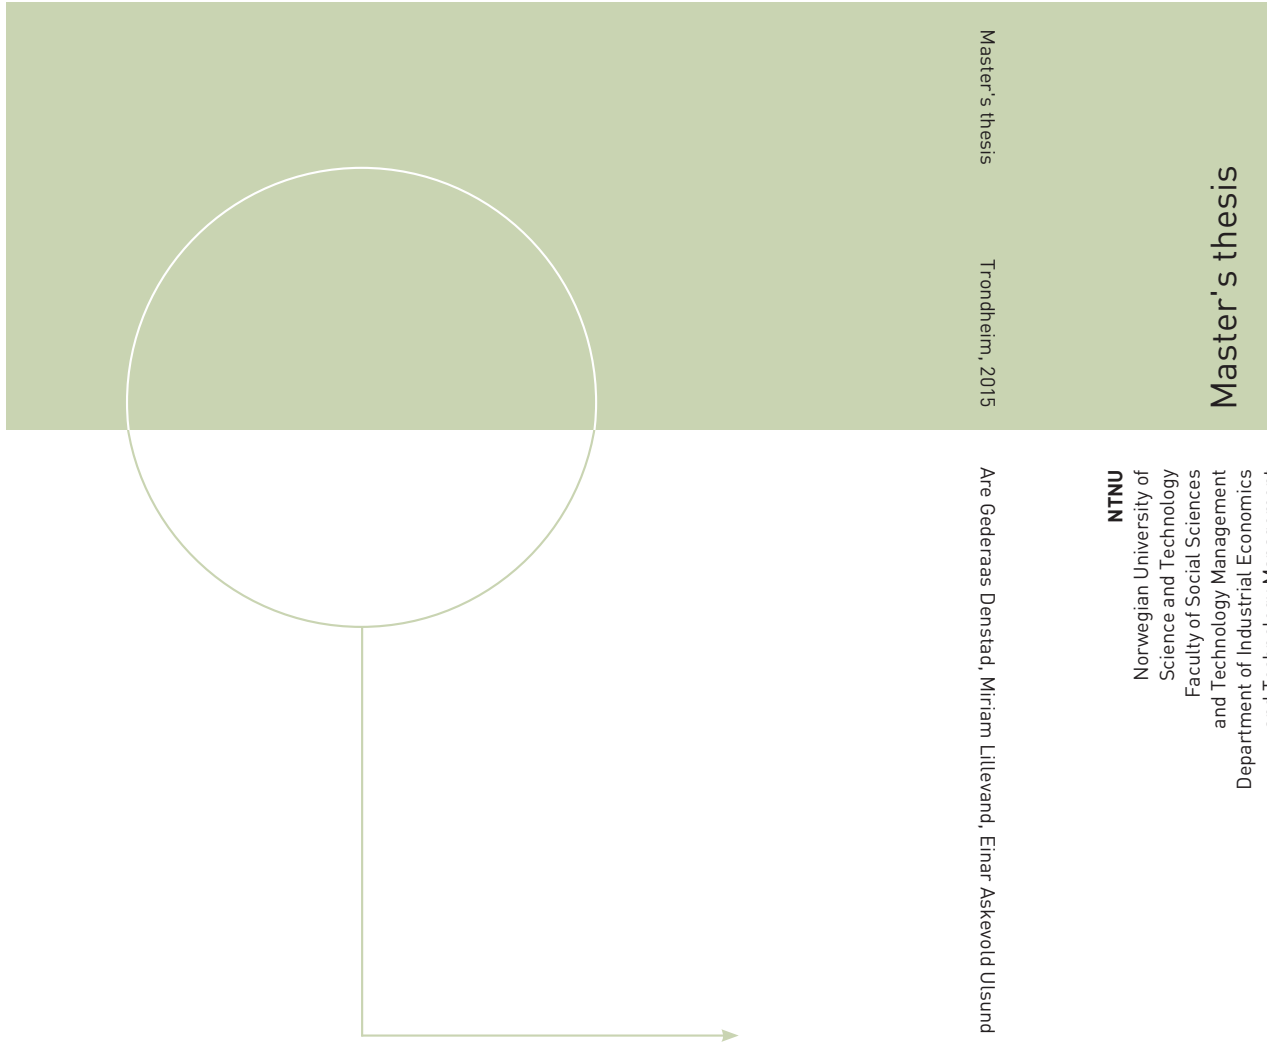 Master's thesis
Trondheim, 2015
Are Gederaas Denstad, Miriam Lillevand, Einar Askevold Ulsund
Master's thesis
NTNU
Norwegian University of
Science and Technology
Faculty of Social Sciences
and Technology Management
Department of Industrial Economics